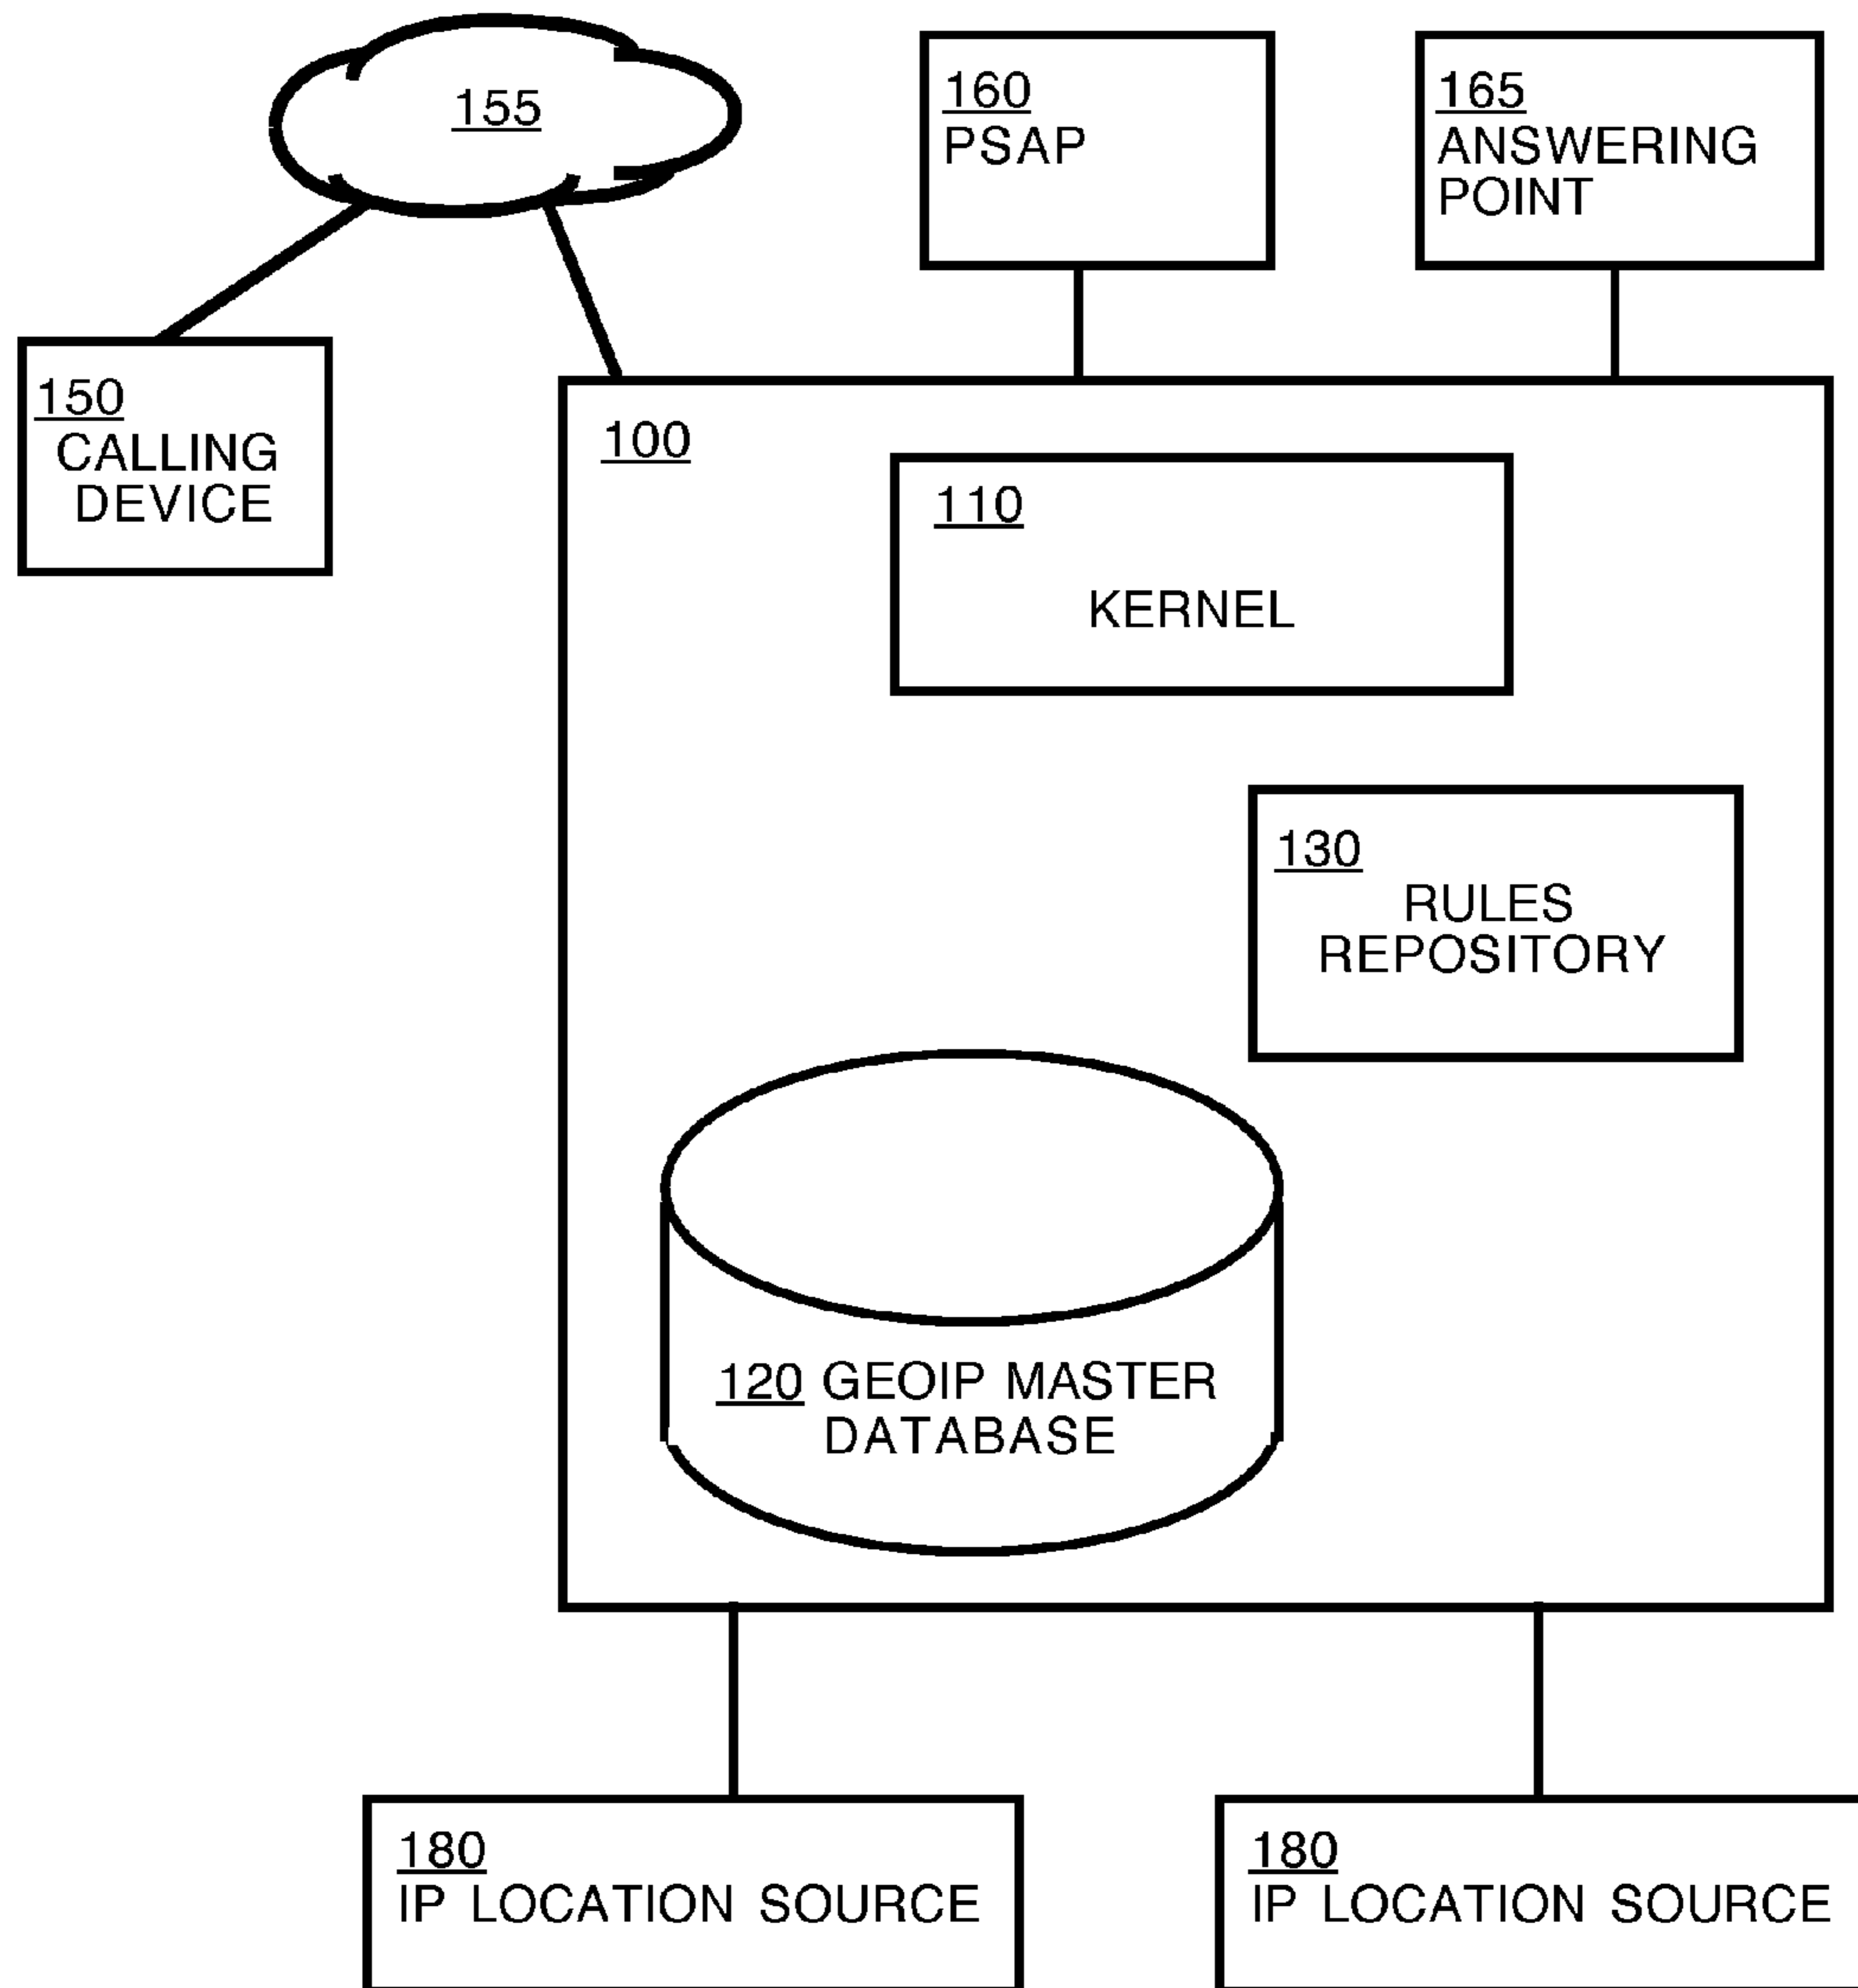 155
160
PSAP
165
ANSWERING
POINT
150
CALLING
DEVICE
100
110
KERNEL
130
RULES
REPOSITORY
120 GEOIP MASTER
DATABASE
180
IP LOCATION SOURCE
180
IP LOCATION SOURCE